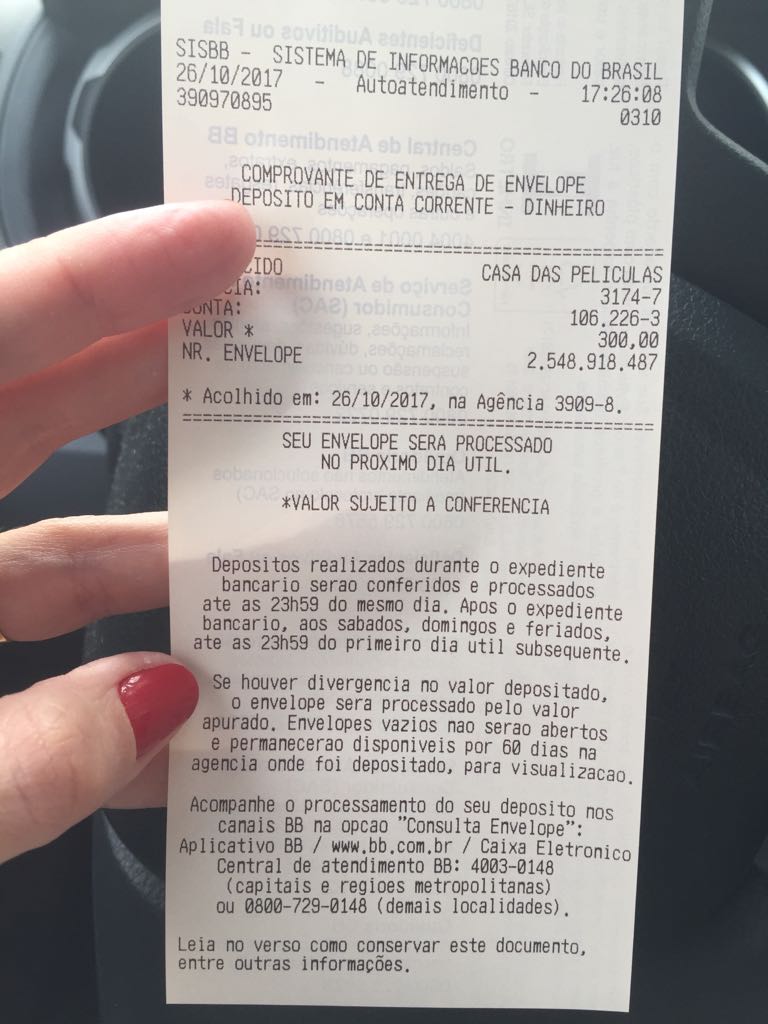 SISBB - SISTEMA DE INFORMACOES BANCO DO BRASIL
26/10/2017 - Autoatendimento - 17:26:08
390970895 0310
COMPROVANTE DE ENTREGA DE ENVELOPE
DEPOSITO EM CONTA CORRENTE - DINHEIRO
================================================
CASA DAS PELICULAS
3174-7
CONTA: 106.226-3
VALOR * 300,00
NR. ENVELOPE 2.548.918.487
* Acolhido em: 26/10/2017, na Agência 3909-8.
================================================
SEU ENVELOPE SERA PROCESSADO
NO PROXIMO DIA UTIL.
*VALOR SUJEITO A CONFERENCIA
Depositos realizados durante o expediente
bancario serao conferidos e processados
ate as 23h59 do mesmo dia. Apos o expediente
bancario, aos sabados, domingos e feriados,
ate as 23h59 do primeiro dia util subsequente.
Se houver divergencia no valor depositado,
o envelope sera processado pelo valor
apurado. Envelopes vazios nao serao abertos
e permanecerao disponiveis por 60 dias na
agencia onde foi depositado, para visualizacao.
Acompanhe o processamento do seu deposito nos
canais BB na opcao "Consulta Envelope":
Aplicativo BB / www.bb.com.br / Caixa Eletronico
Central de atendimento BB: 4003-0148
(capitais e regioes metropolitanas)
ou 0800-729-0148 (demais localidades).
Leia no verso como conservar este documento,
entre outras informações.